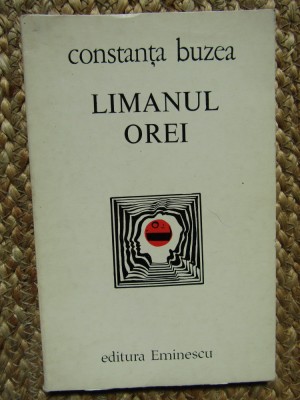 constanța buzea
LIMANUL
OREI
editura Eminescu